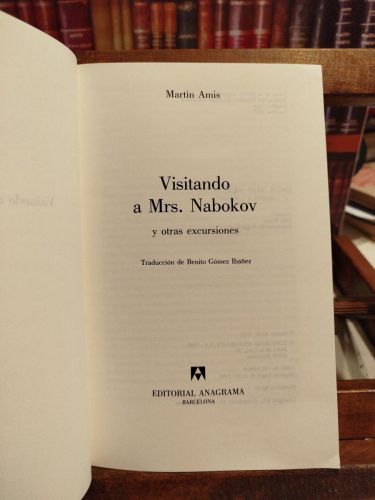 Martin Amis
Visitando
a Mrs. Nabokov
y otras excursiones
Traducción de Benito Gómez Ibáñez
EDITORIAL ANAGRAMA
BARCELONA